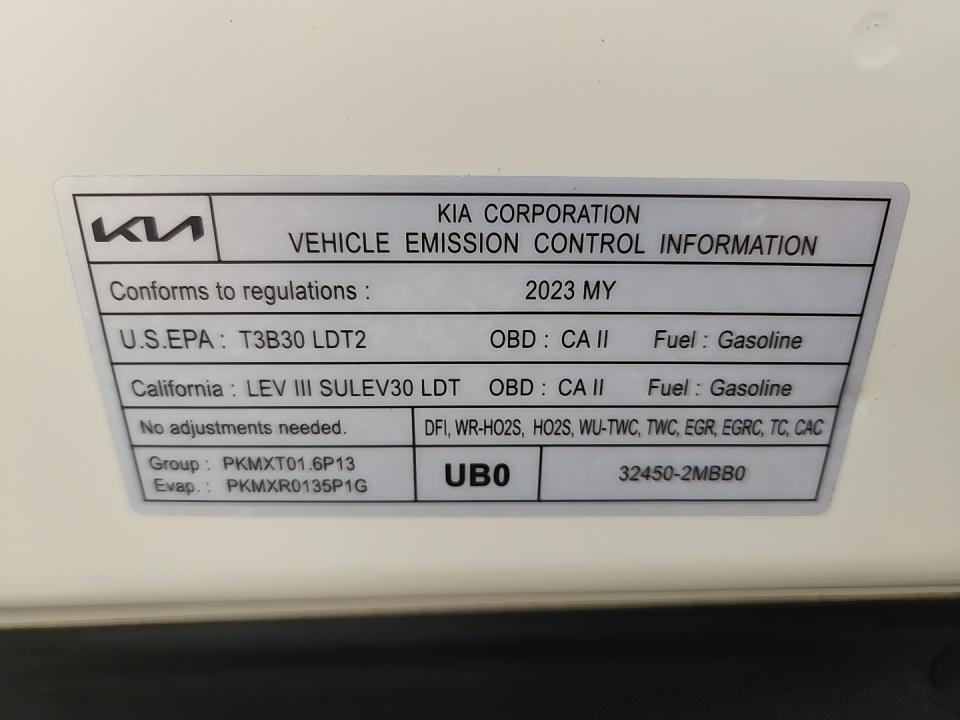 KIA
KIA CORPORATION
VEHICLE EMISSION CONTROL INFORMATION
Conforms to regulations : 2023 MY
U.S.EPA : T3B30 LDT2 OBD : CA II Fuel : Gasoline
California : LEV III SULEV30 LDT OBD : CA II Fuel : Gasoline
No adjustments needed. DFI, WR-HO2S, HO2S, WU-TWC, TWC, EGR, EGRC, TC, CAC
Group : PKMXT01.6P13
Evap. : PKMXR0135P1G
UB0
32450-2MBB0